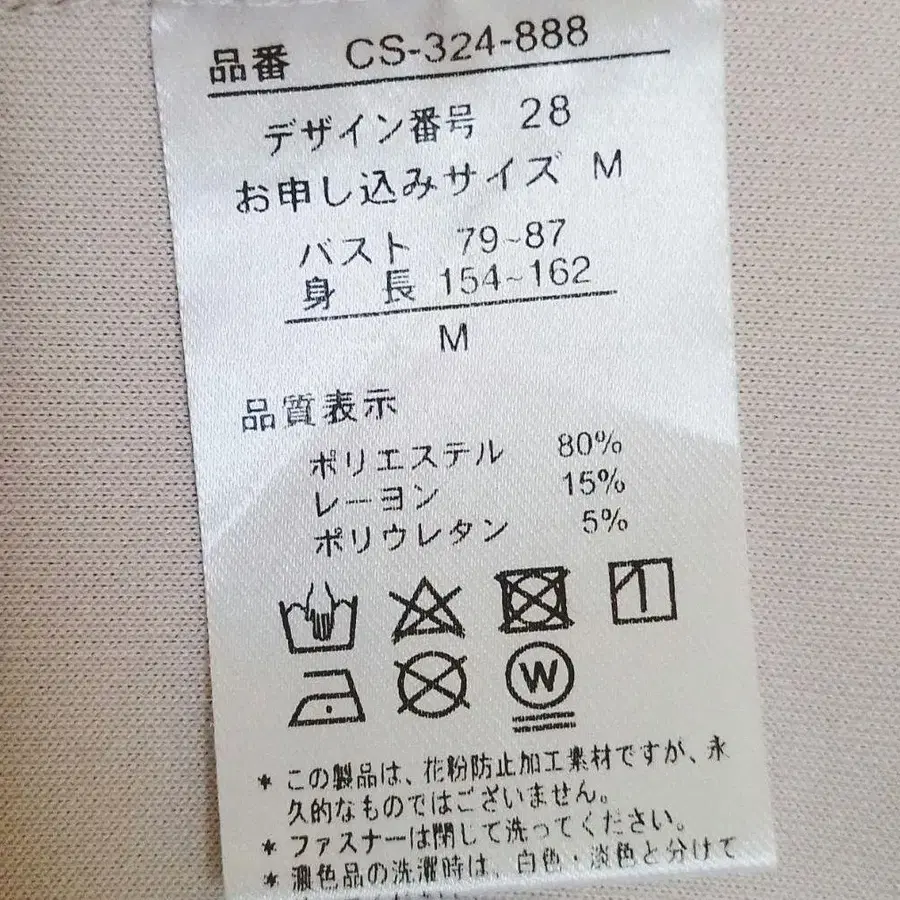 品番 CS-324-888
デザイン番号 28
お申し込みサイズ M
バスト 79~87
身 長 154~162
M
品質表示
ポリエステル 80%
レーヨン 15%
ポリウレタン 5%
W
* この製品は、花粉防止加工素材ですが、永
久的なものではございません。
* ファスナーは閉じて洗ってください。
* 濃色品の洗濯時は、白色・淡色と分けて